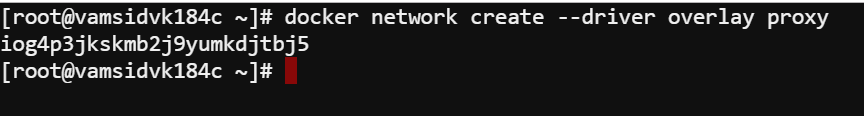 [root@vamsidvk184c ~]# docker network create --driver overlay proxy
iog4p3jkskmb2j9yumkdjtbj5
[root@vamsidvk184c ~]#